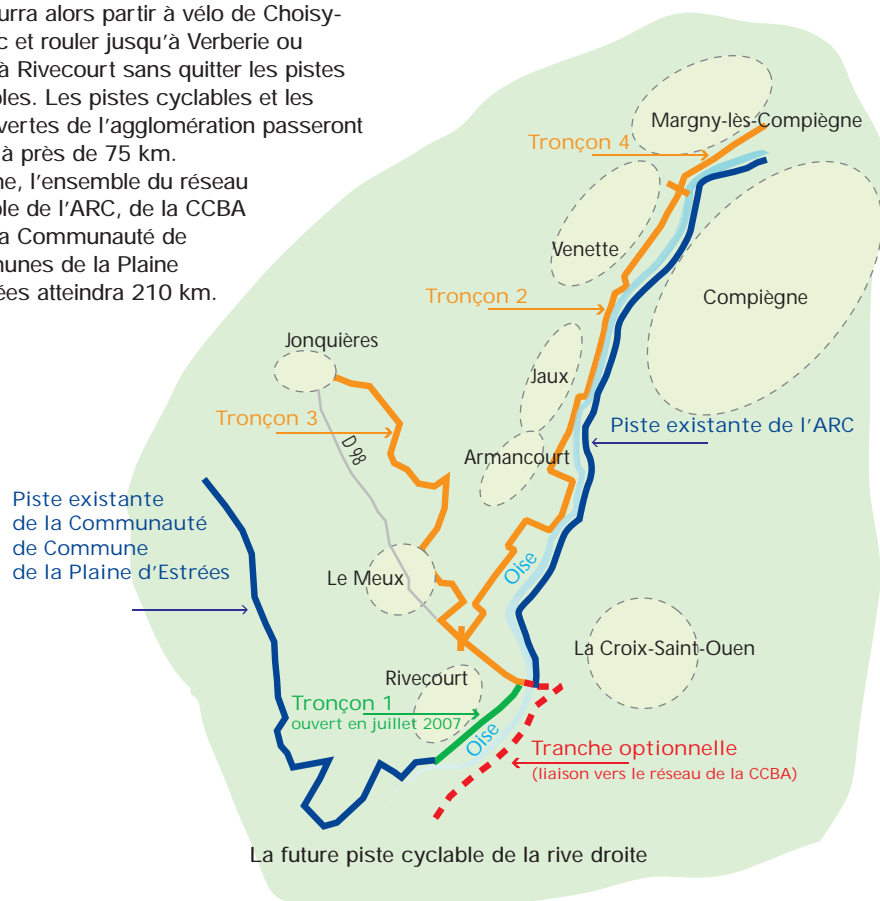 urra alors partir à vélo de Choisy-
c et rouler jusqu'à Verberie ou
à Rivecourt sans quitter les pistes
les. Les pistes cyclables et les
vertes de l'agglomération passeront
à près de 75 km.
ne, l'ensemble du réseau
le de l'ARC, de la CCBA
a Communauté de
munes de la Plaine
ées atteindra 210 km.
Margny-lès-Compiègne
Tronçon 4
Venette
Compiègne
Tronçon 2
Jonquières
Jaux
Tronçon 3
Piste existante de l'ARC
D 98
Armancourt
Piste existante
de la Communauté
de Commune
de la Plaine d'Estrées
Oise
Le Meux
La Croix-Saint-Ouen
Rivecourt
Tronçon 1
ouvert en juillet 2007
Oise
Tranche optionnelle
(liaison vers le réseau de la CCBA)
La future piste cyclable de la rive droite